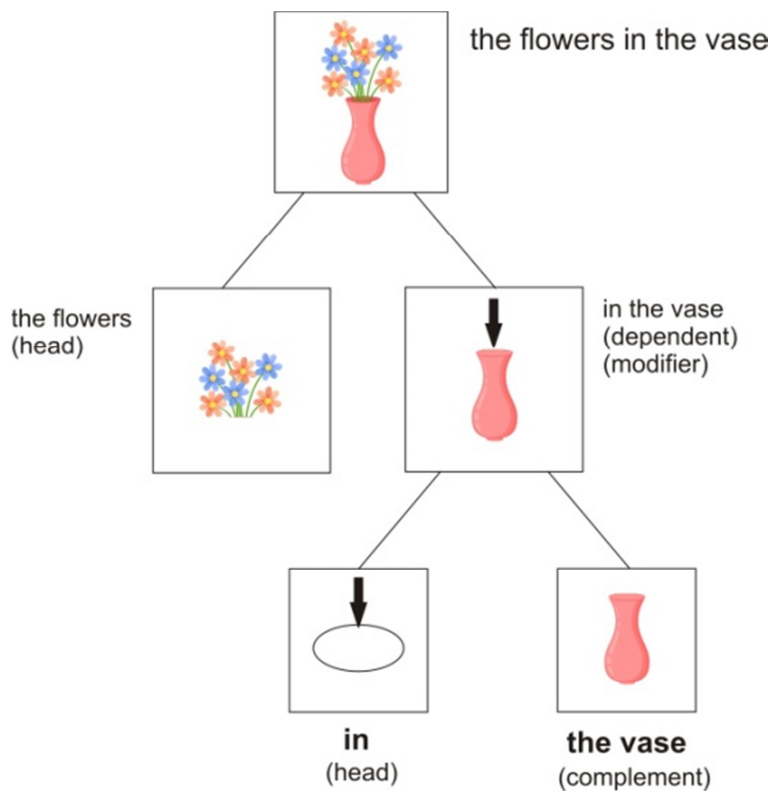 the flowers in the vase
the flowers
(head)
in the vase
(dependent)
(modifier)
in
(head)
the vase
(complement)